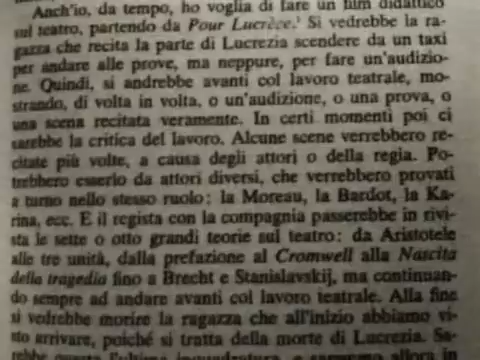 Anch'io, da tempo, ho voglia di fare un film didattico
sul teatro, partendo da Pour Lucrèce.¹ Si vedrebbe la ra-
gazza che recita la parte di Lucrezia scendere da un taxi
per andare alle prove, ma neppure, per fare un'audizio-
ne. Quindi, si andrebbe avanti col lavoro teatrale, mo-
strando, di volta in volta, o un'audizione, o una prova, o
una scena recitata veramente. In certi momenti poi ci
sarebbe la critica del lavoro. Alcune scene verrebbero re-
citate più volte, a causa degli attori o della regia. Po-
trebbero esserlo da attori diversi, che verrebbero provati
a turno nello stesso ruolo: la Moreau, la Bardot, la Ka-
rina, ecc. E il regista con la compagnia passerebbe in rivi-
sta le sette o otto grandi teorie sul teatro: da Aristotele
alle tre unità, dalla prefazione al Cromwell alla Nascita
della tragedia fino a Brecht e Stanislavskij, ma continuan-
do sempre ad andare avanti col lavoro teatrale. Alla fine
si vedrebbe morire la ragazza che all'inizio abbiamo vi-
sto arrivare, poiché si tratta della morte di Lucrezia. Sa-
rebbe questa l'ultima inquadratura, e saremmo allora in